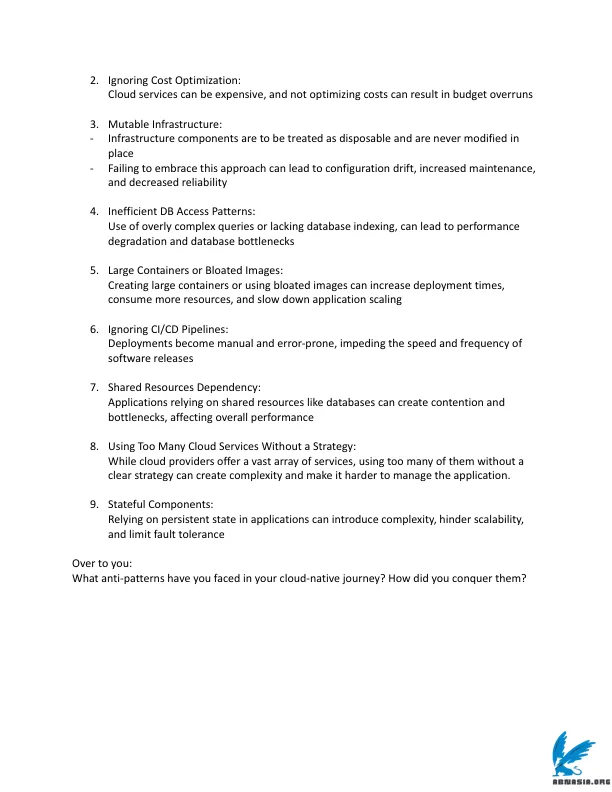 2. Ignoring Cost Optimization:
Cloud services can be expensive, and not optimizing costs can result in budget overruns
3. Mutable Infrastructure:
- Infrastructure components are to be treated as disposable and are never modified in
place
- Failing to embrace this approach can lead to configuration drift, increased maintenance,
and decreased reliability
4. Inefficient DB Access Patterns:
Use of overly complex queries or lacking database indexing, can lead to performance
degradation and database bottlenecks
5. Large Containers or Bloated Images:
Creating large containers or using bloated images can increase deployment times,
consume more resources, and slow down application scaling
6. Ignoring CI/CD Pipelines:
Deployments become manual and error-prone, impeding the speed and frequency of
software releases
7. Shared Resources Dependency:
Applications relying on shared resources like databases can create contention and
bottlenecks, affecting overall performance
8. Using Too Many Cloud Services Without a Strategy:
While cloud providers offer a vast array of services, using too many of them without a
clear strategy can create complexity and make it harder to manage the application.
9. Stateful Components:
Relying on persistent state in applications can introduce complexity, hinder scalability,
and limit fault tolerance
Over to you:
What anti-patterns have you faced in your cloud-native journey? How did you conquer them?
ABNASIA.ORG